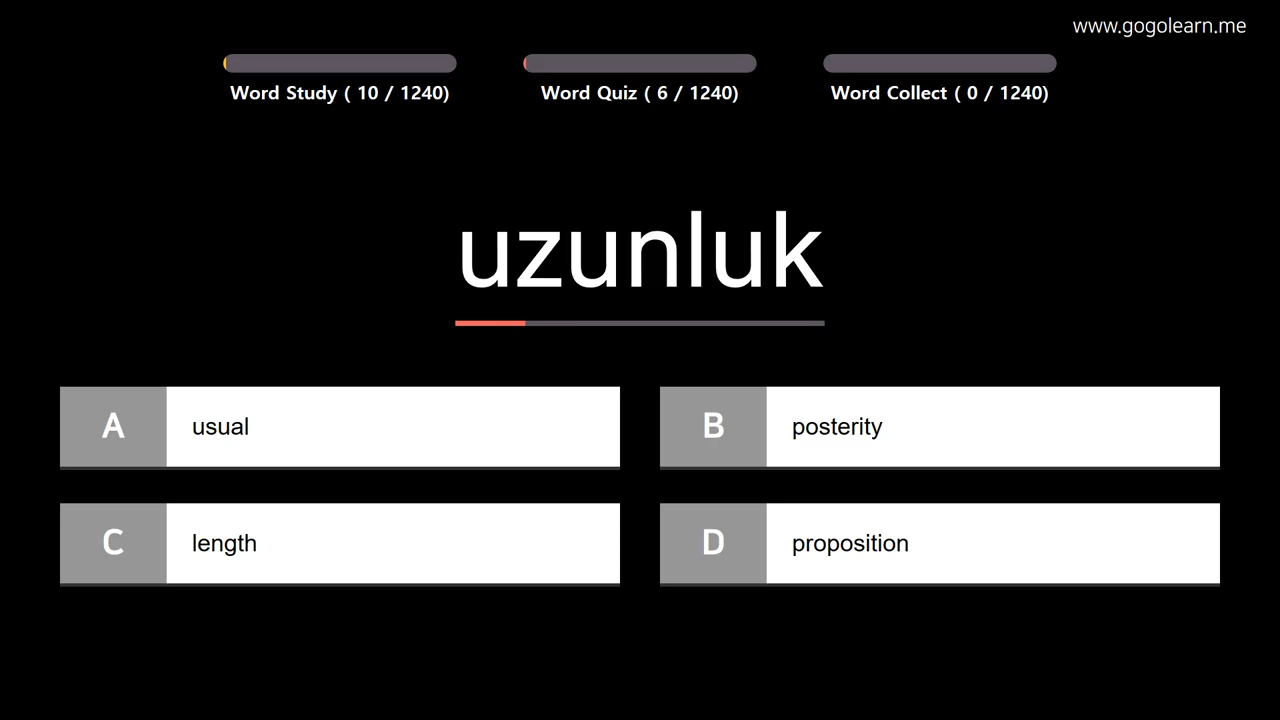 www.gogolearn.me
Word Study ( 10 / 1240)
Word Quiz ( 6 / 1240)
Word Collect ( 0 / 1240)
uzunluk
A usual
B posterity
C length
D proposition